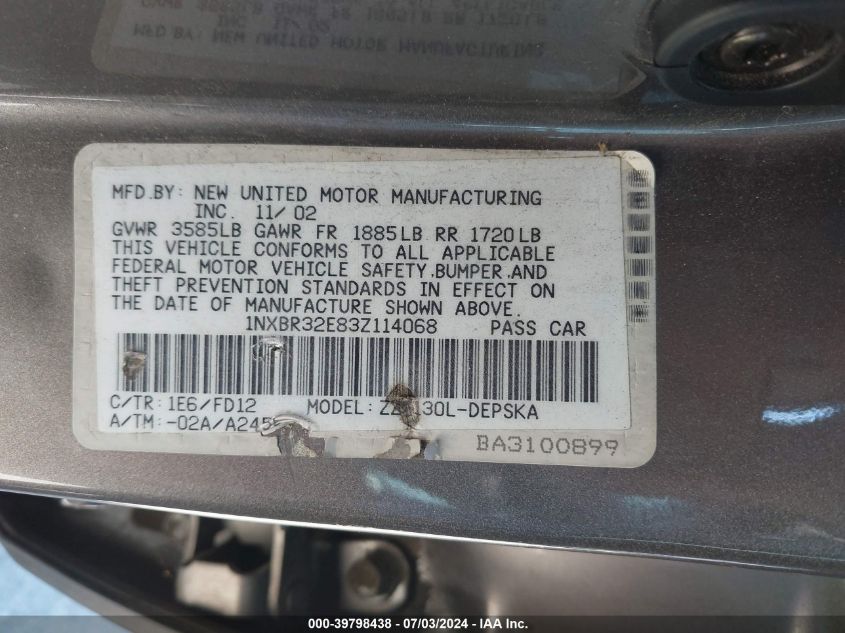 MFD.BY: NEW UNITED MOTOR MANUFACTURING
INC. 11/02
GVWR 3585LB GAWR FR 1885LB RR 1720LB
THIS VEHICLE CONFORMS TO ALL APPLICABLE
FEDERAL MOTOR VEHICLE SAFETY,BUMPER,AND
THEFT PREVENTION STANDARDS IN EFFECT ON
THE DATE OF MANUFACTURE SHOWN ABOVE.
1NXBR32E83Z114068 PASS CAR
C/TR: 1E6/FD12 MODEL: 130L-DEPSKA
A/TM: -02A/A245
BA3100899
000-39798438 - 07/03/2024 - IAA Inc.